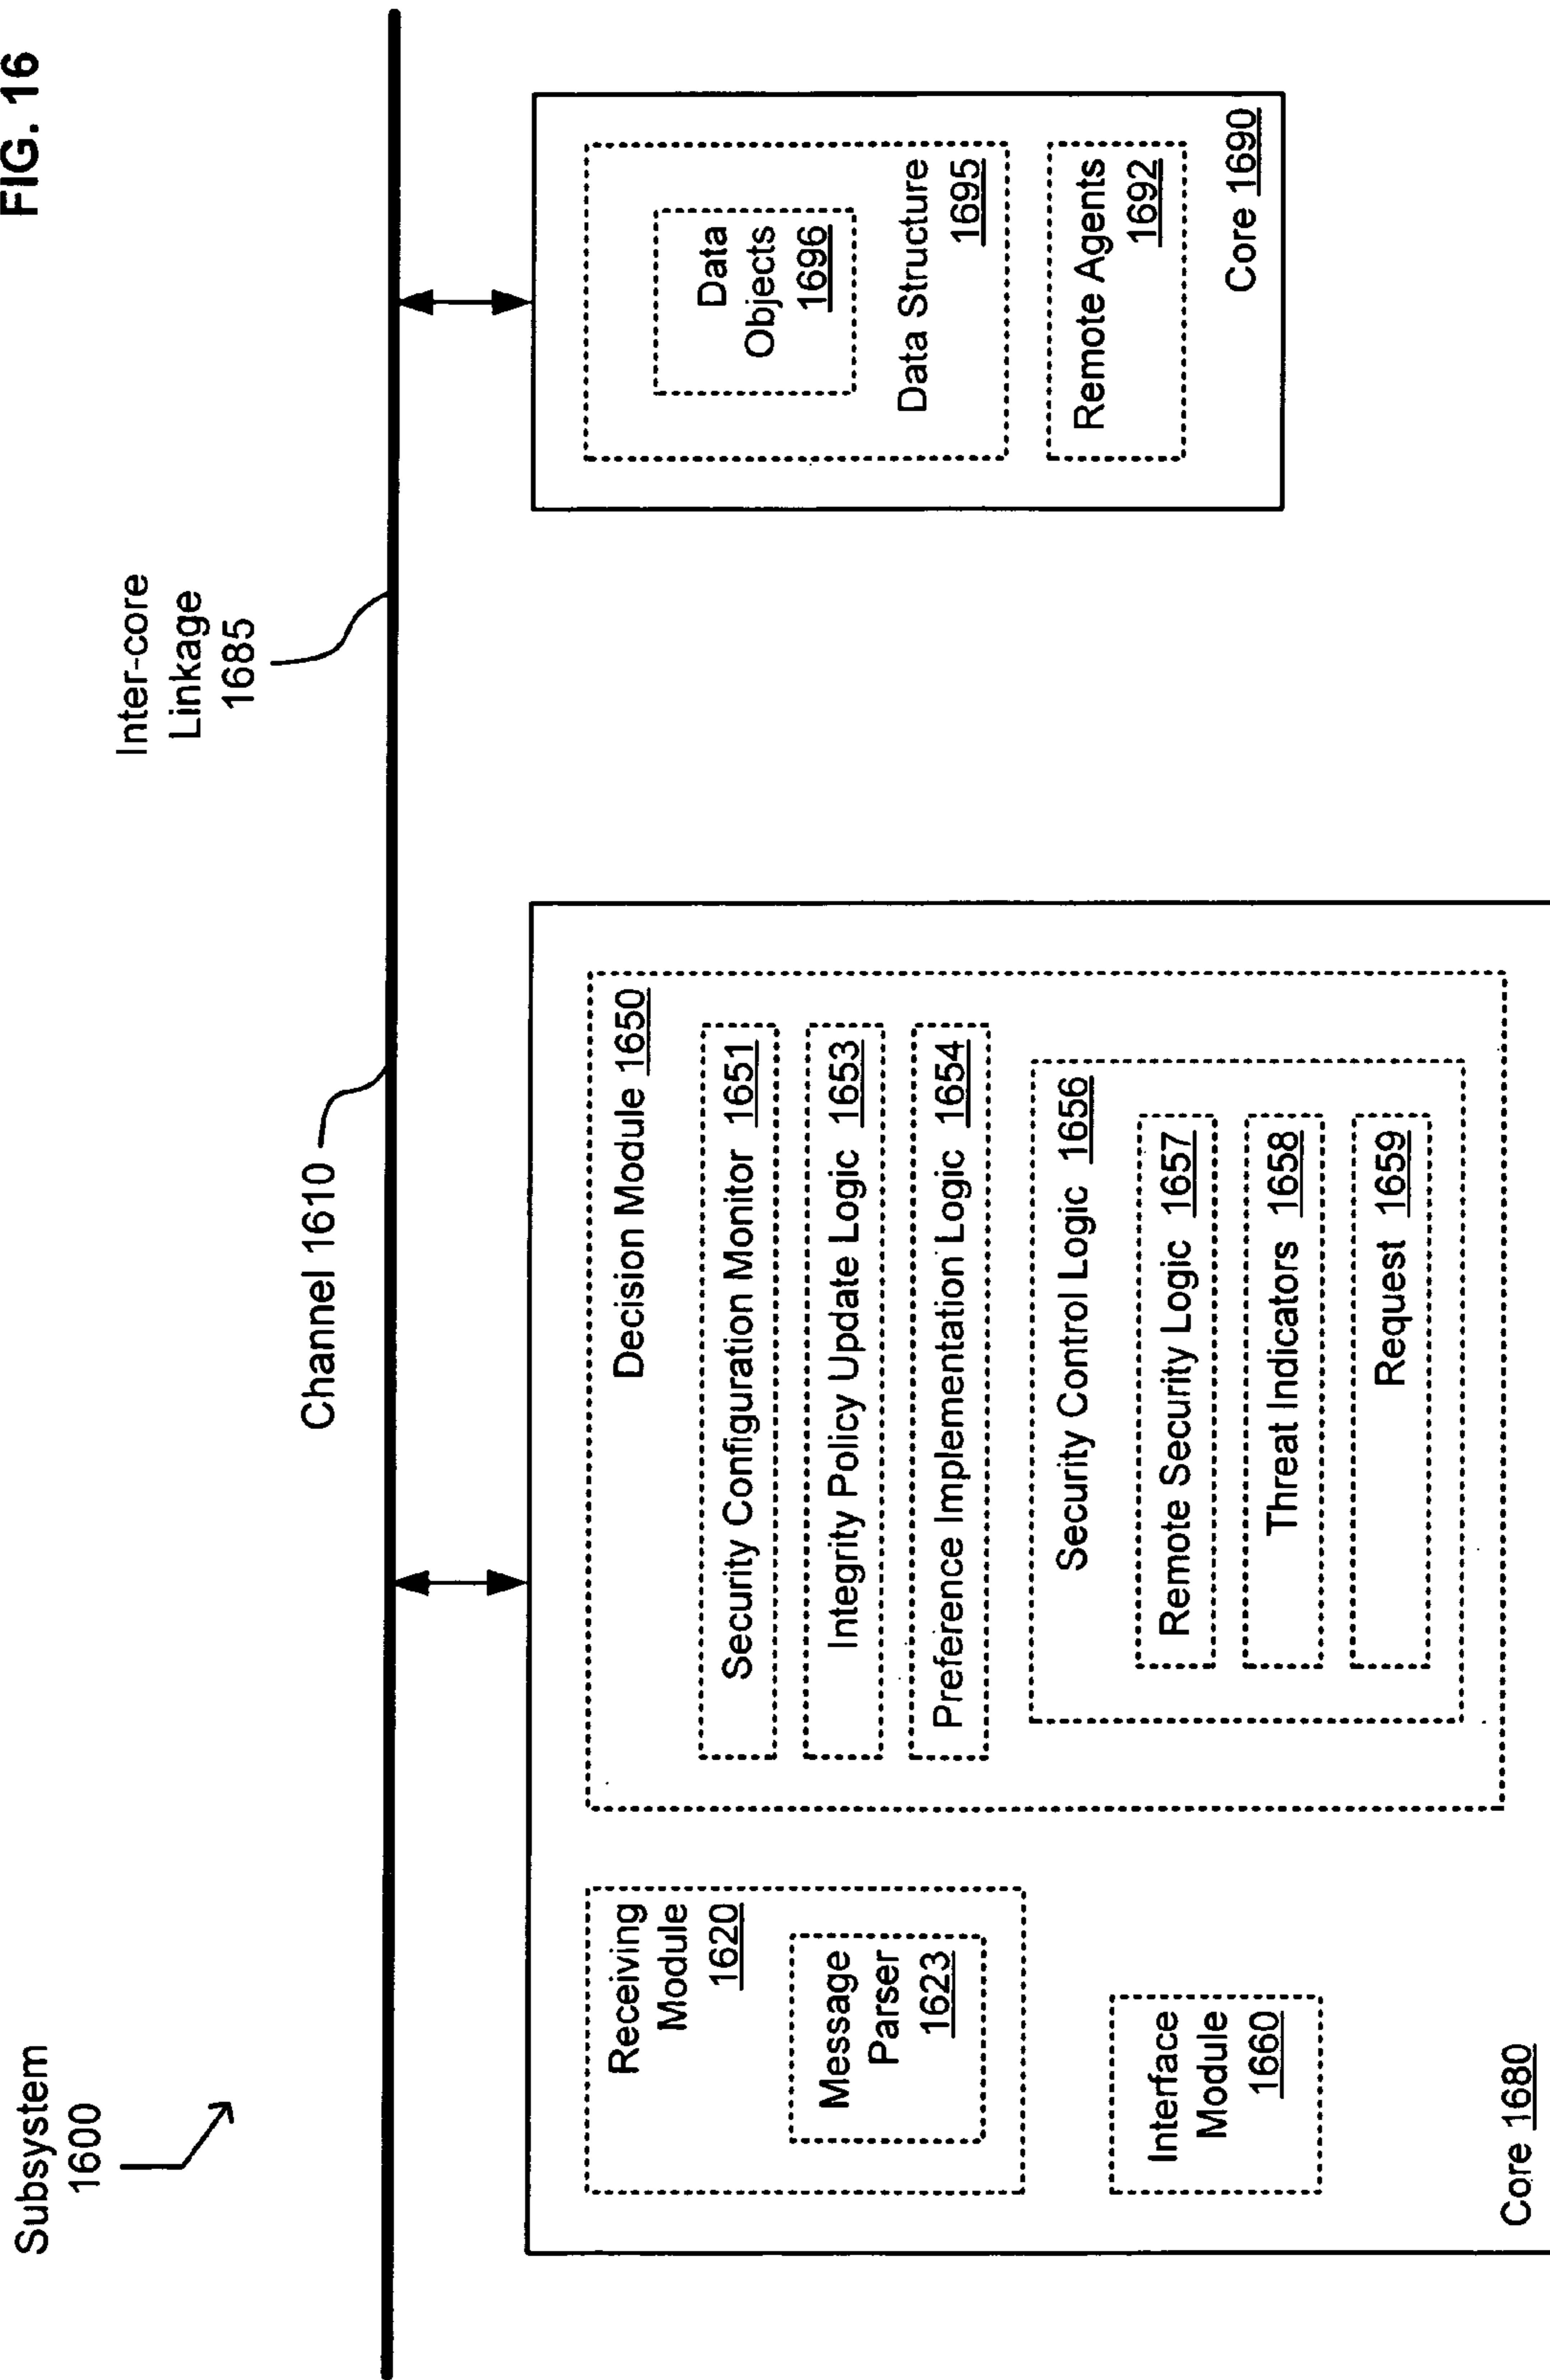 FIG. 16
Subsystem
1600
Inter-core
Linkage
1685
Channel 1610
Receiving
Module
1620
Message
Parser
1623
Interface
Module
1660
Core 1680
Decision Module 1650
Security Configuration Monitor 1651
Integrity Policy Update Logic 1653
Preference Implementation Logic 1654
Security Control Logic 1656
Remote Security Logic 1657
Threat Indicators 1658
Request 1659
Data
Objects
1696
Data Structure
1695
Remote Agents
1692
Core 1690